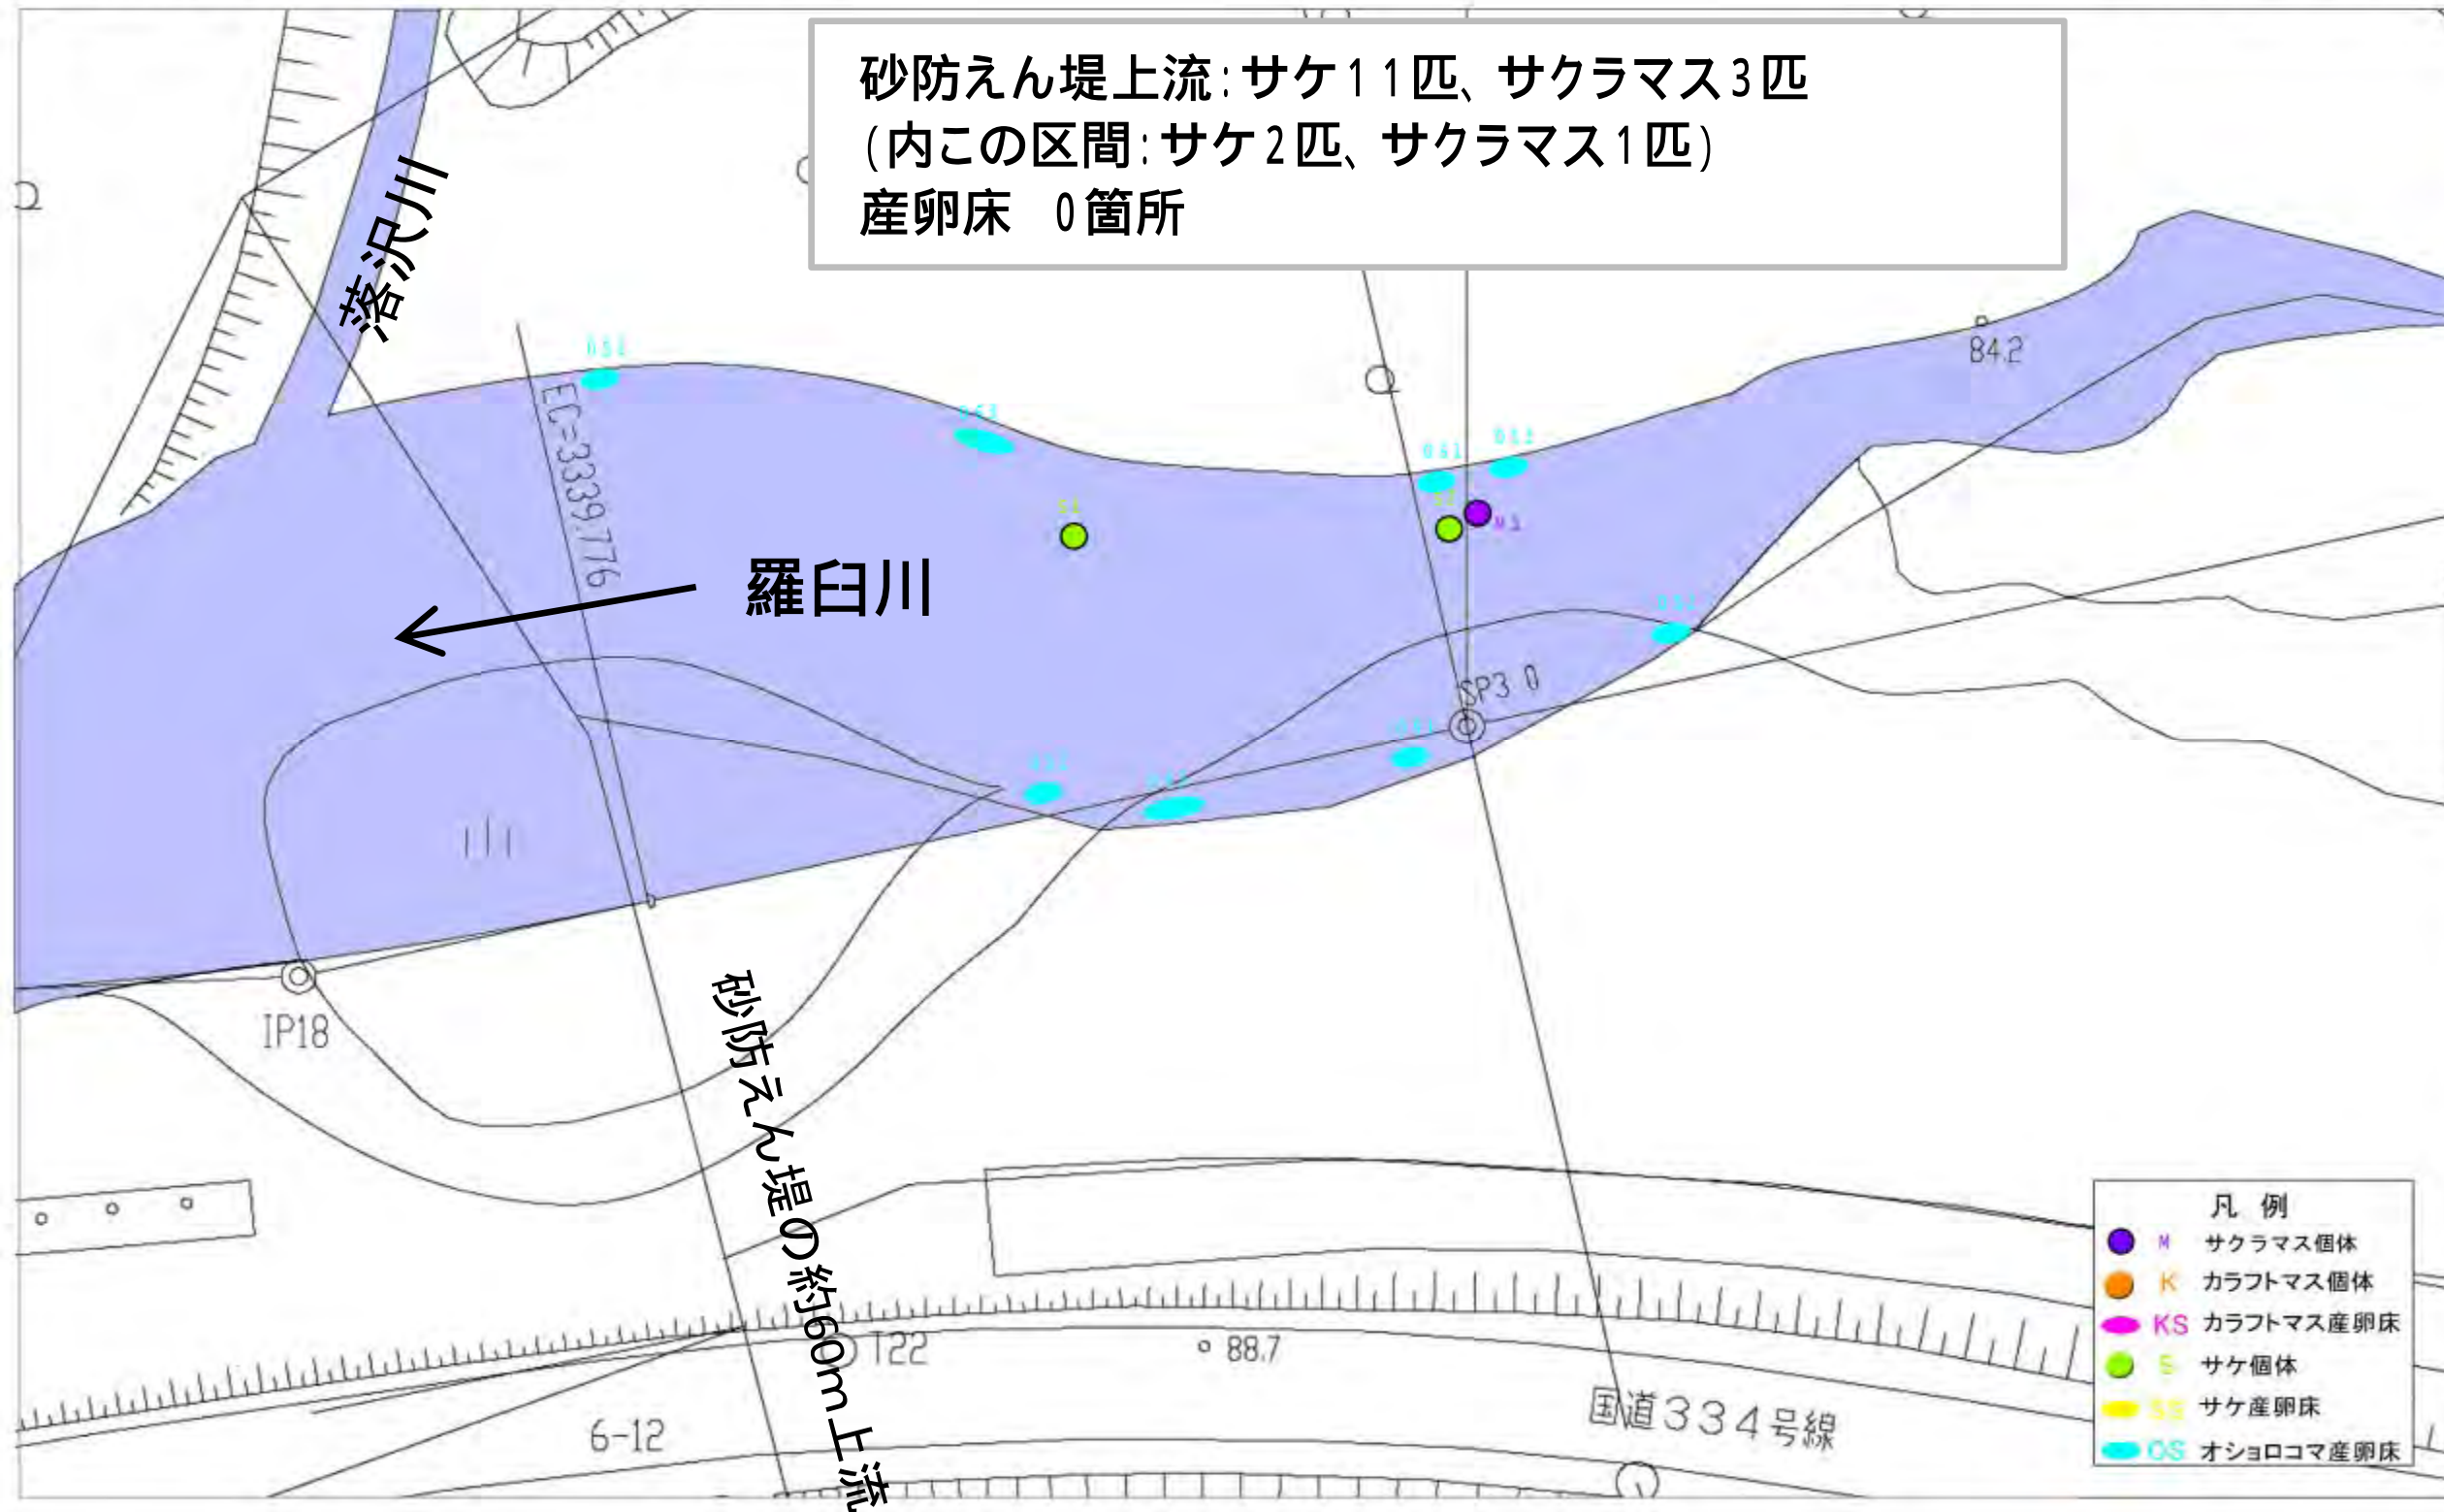 砂防えん堤上流:サケ11匹、サクラマス3匹
(内この区間:サケ2匹、サクラマス1匹)
産卵床　0箇所
落沢川
84.2
EC=3339.776
羅臼川
SP3 0
IP18
砂防えん堤の約60m上流
T22
88.7
6-12
国道334号線
凡 例
M サクラマス個体
K カラフトマス個体
KS カラフトマス産卵床
S サケ個体
SS サケ産卵床
OS オショロコマ産卵床